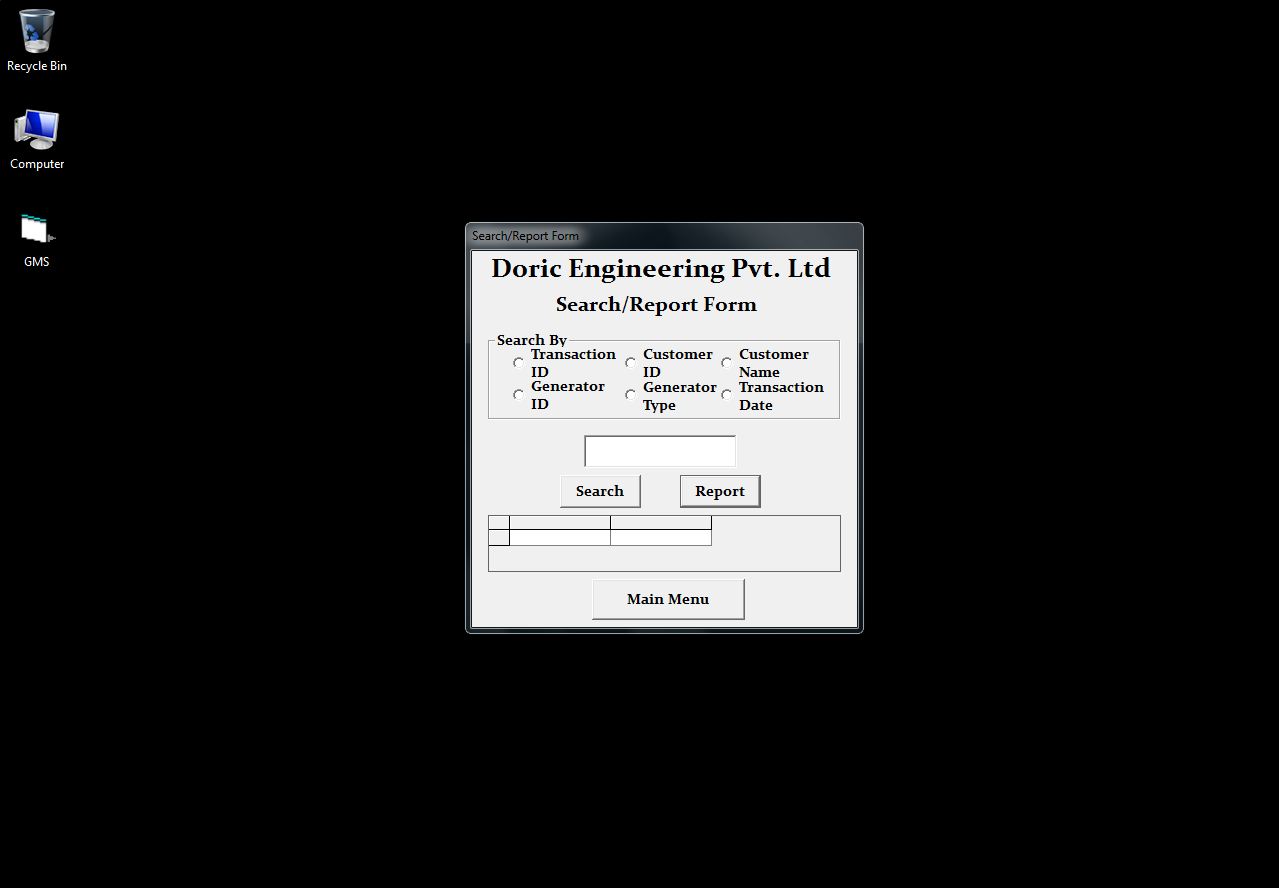 Recycle Bin
Computer
GMS
Search/Report Form
Doric Engineering Pvt. Ltd
Search/Report Form
Search By
Transaction ID
Customer ID
Customer Name
Generator ID
Generator Type
Transaction Date
Search
Report
Main Menu